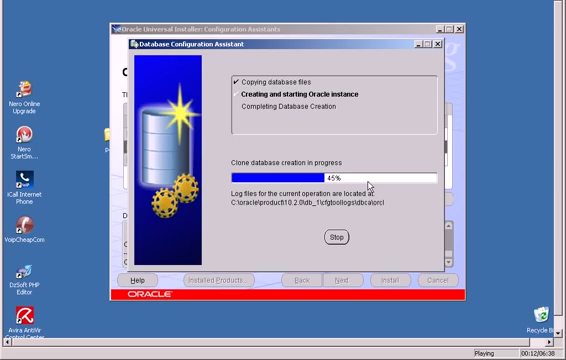 Oracle Universal Installer: Configuration Assistants
Database Configuration Assistant
Copying database files
Creating and starting Oracle instance
Completing Database Creation
Clone database creation in progress
45%
Log files for the current operation are located at:
C:\oracle\product\10.2.0\db_1\cfgtoollogs\dbca\orcl
Stop
Help
Installed Products...
Back
Next
Install
Cancel
ORACLE
Nero Online
Upgrade
Nero
StartSm...
iCall Internet
Phone
VoipCheapCom
DzSoft PHP
Editor
Avira AntiVir
Control Center
Recycle Bi
Playing
00:12/06:38